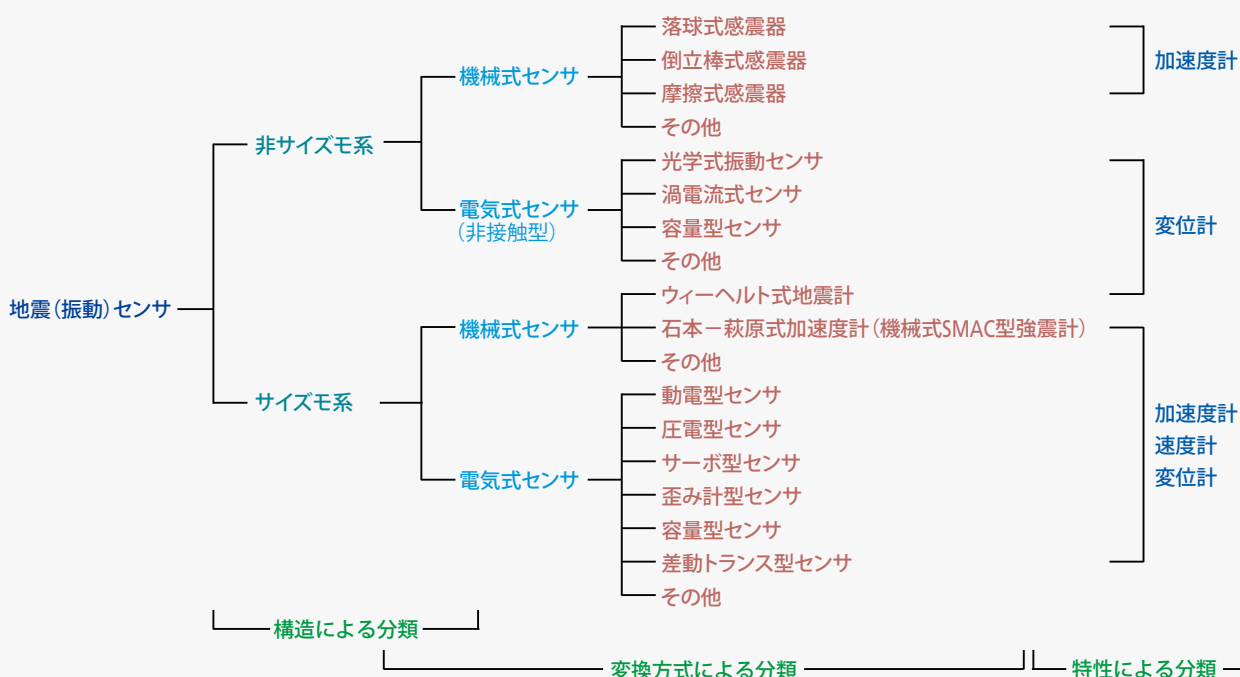 地震(振動)センサ
非サイズモ系
機械式センサ
落球式感震器
倒立棒式感震器
摩擦式感震器
その他
加速度計
電気式センサ
(非接触型)
光学式振動センサ
渦電流式センサ
容量型センサ
その他
変位計
サイズモ系
機械式センサ
ウィーヘルト式地震計
石本－萩原式加速度計(機械式SMAC型強震計)
その他
電気式センサ
動電型センサ
圧電型センサ
サーボ型センサ
歪み計型センサ
容量型センサ
差動トランス型センサ
その他
加速度計
速度計
変位計
構造による分類
変換方式による分類
特性による分類